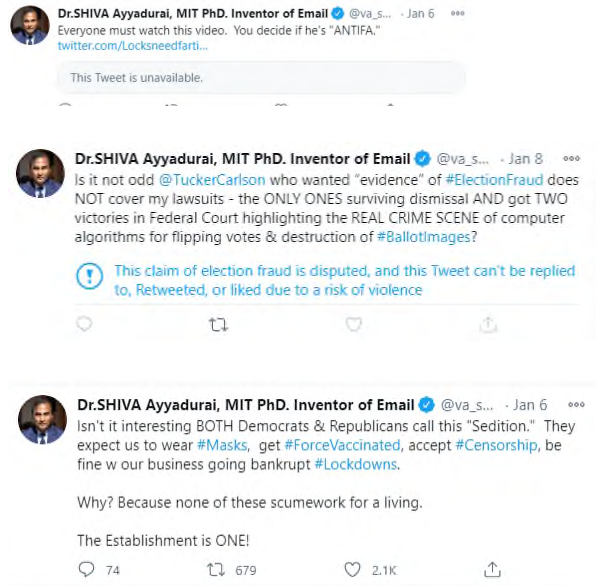 Dr.SHIVA Ayyadurai, MIT PhD. Inventor of Email @va_s... · Jan 6
Everyone must watch this video. You decide if he's "ANTIFA."
twitter.com/Locksneedfarti...
This Tweet is unavailable.
Dr.SHIVA Ayyadurai, MIT PhD. Inventor of Email @va_s... · Jan 8
Is it not odd @TuckerCarlson who wanted "evidence" of #ElectionFraud does
NOT cover my lawsuits - the ONLY ONES surviving dismissal AND got TWO
victories in Federal Court highlighting the REAL CRIME SCENE of computer
algorithms for flipping votes & destruction of #BallotImages?
This claim of election fraud is disputed, and this Tweet can't be replied
to, Retweeted, or liked due to a risk of violence
Dr.SHIVA Ayyadurai, MIT PhD. Inventor of Email @va_s... · Jan 6
Isn't it interesting BOTH Democrats & Republicans call this "Sedition." They
expect us to wear #Masks, get #ForceVaccinated, accept #Censorship, be
fine w our business going bankrupt #Lockdowns.
Why? Because none of these scumework for a living.
The Establishment is ONE!
74 679 2.1K